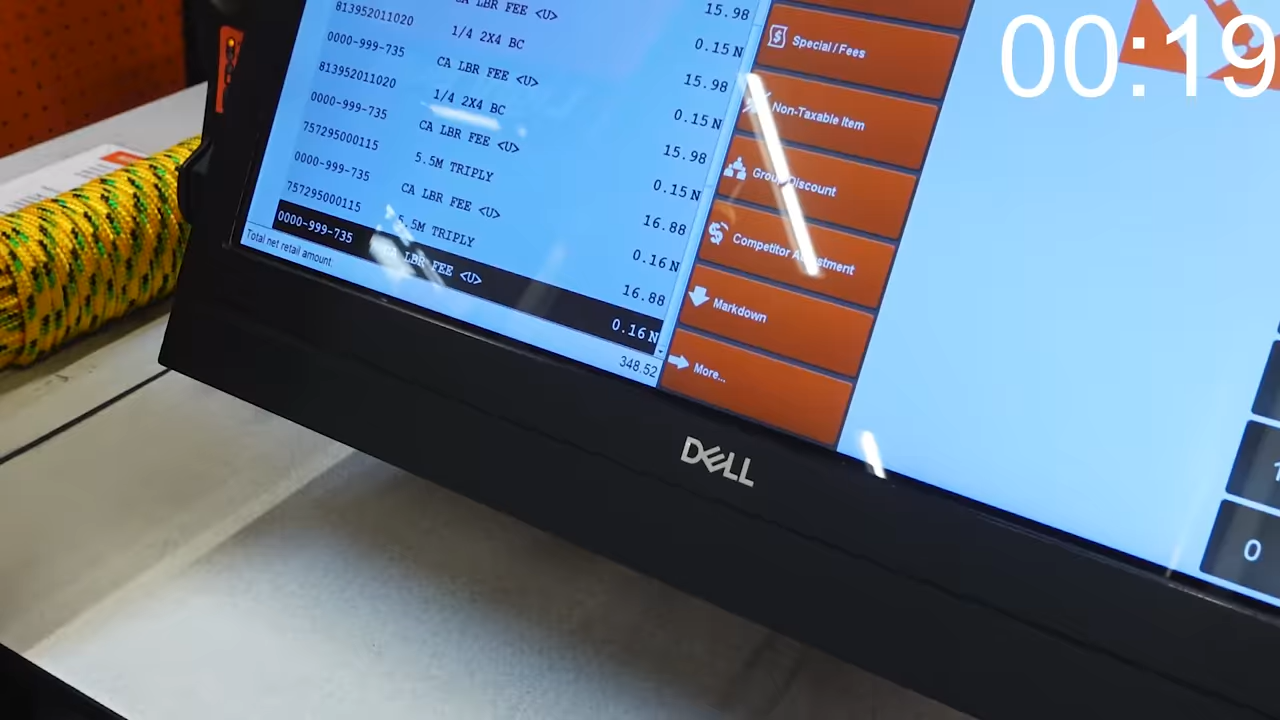 15.98
CA LBR FEE <U> 0.15 N
813952011020 1/4 2X4 BC 15.98
0000-999-735 CA LBR FEE <U> 0.15 N
813952011020 1/4 2X4 BC 15.98
0000-999-735 CA LBR FEE <U> 0.15 N
757295000115 5.5M TRIPLY 16.88
0000-999-735 CA LBR FEE <U> 0.16 N
757295000115 5.5M TRIPLY 16.88
0000-999-735 CA LBR FEE <U> 0.16 N
Total net retail amount: 348.52
Special / Fees
Non-Taxable Item
Group Discount
Competitor Adjustment
Markdown
More...
00:19
1
0
DELL